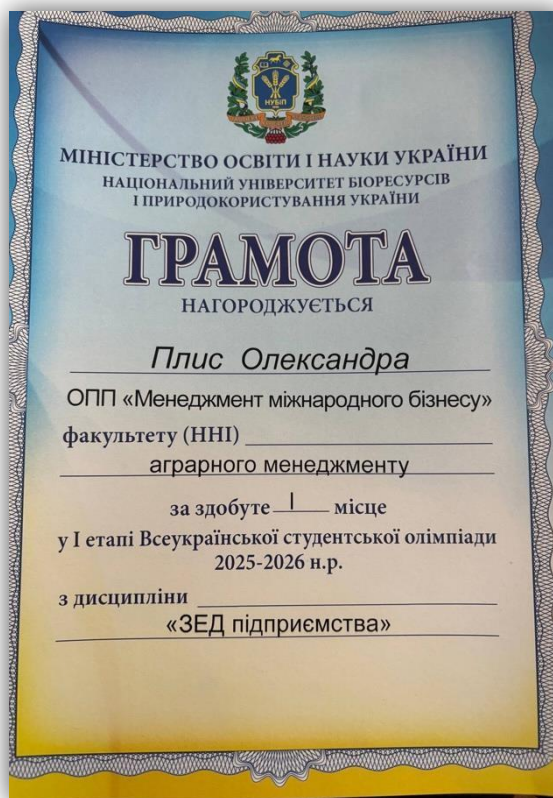 НУБіП
МІНІСТЕРСТВО ОСВІТИ І НАУКИ УКРАЇНИ
НАЦІОНАЛЬНИЙ УНІВЕРСИТЕТ БІОРЕСУРСІВ
І ПРИРОДОКОРИСТУВАННЯ УКРАЇНИ
ГРАМОТА
НАГОРОДЖУЄТЬСЯ
Плис Олександра
ОПП «Менеджмент міжнародного бізнесу»
факультету (ННІ)
аграрного менеджменту
за здобуте I місце
у І етапі Всеукраїнської студентської олімпіади
2025-2026 н.р.
з дисципліни
«ЗЕД підприємства»